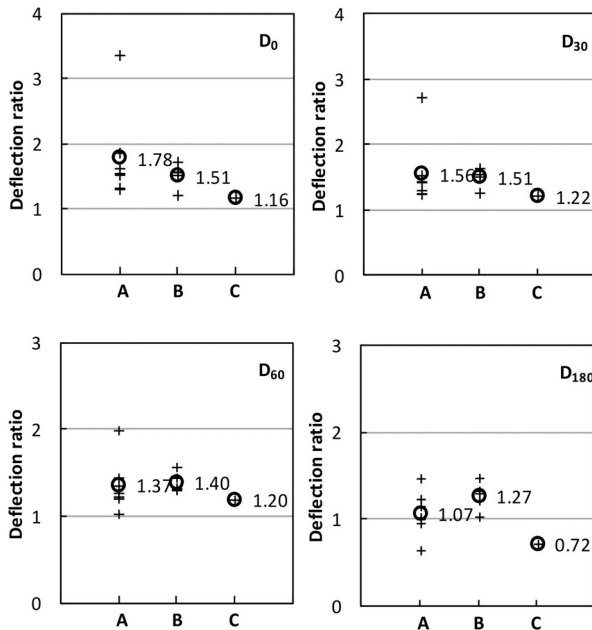 Deflection ratio
4
3
2
1
0
D₀
1.78
1.51
1.16
A B C
Deflection ratio
4
3
2
1
0
D₃₀
1.56
1.51
1.22
A B C
Deflection ratio
3
2
1
0
D₆₀
1.37
1.40
1.20
A B C
Deflection ratio
3
2
1
0
D₁₈₀
1.07
1.27
0.72
A B C